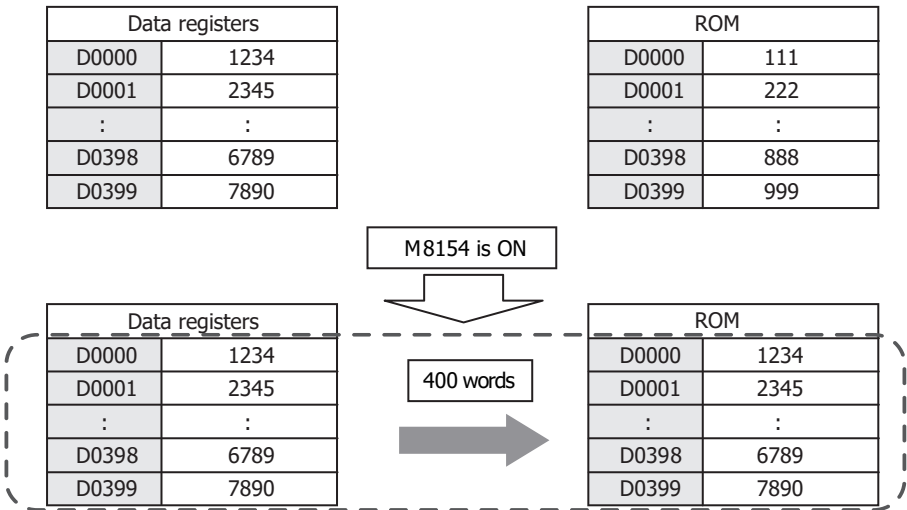 Data registers ROM
D0000 1234 D0000 111
D0001 2345 D0001 222
: : : :
D0398 6789 D0398 888
D0399 7890 D0399 999
M8154 is ON
Data registers ROM
D0000 1234 D0000 1234
D0001 2345 400 words D0001 2345
: : : :
D0398 6789 D0398 6789
D0399 7890 D0399 7890